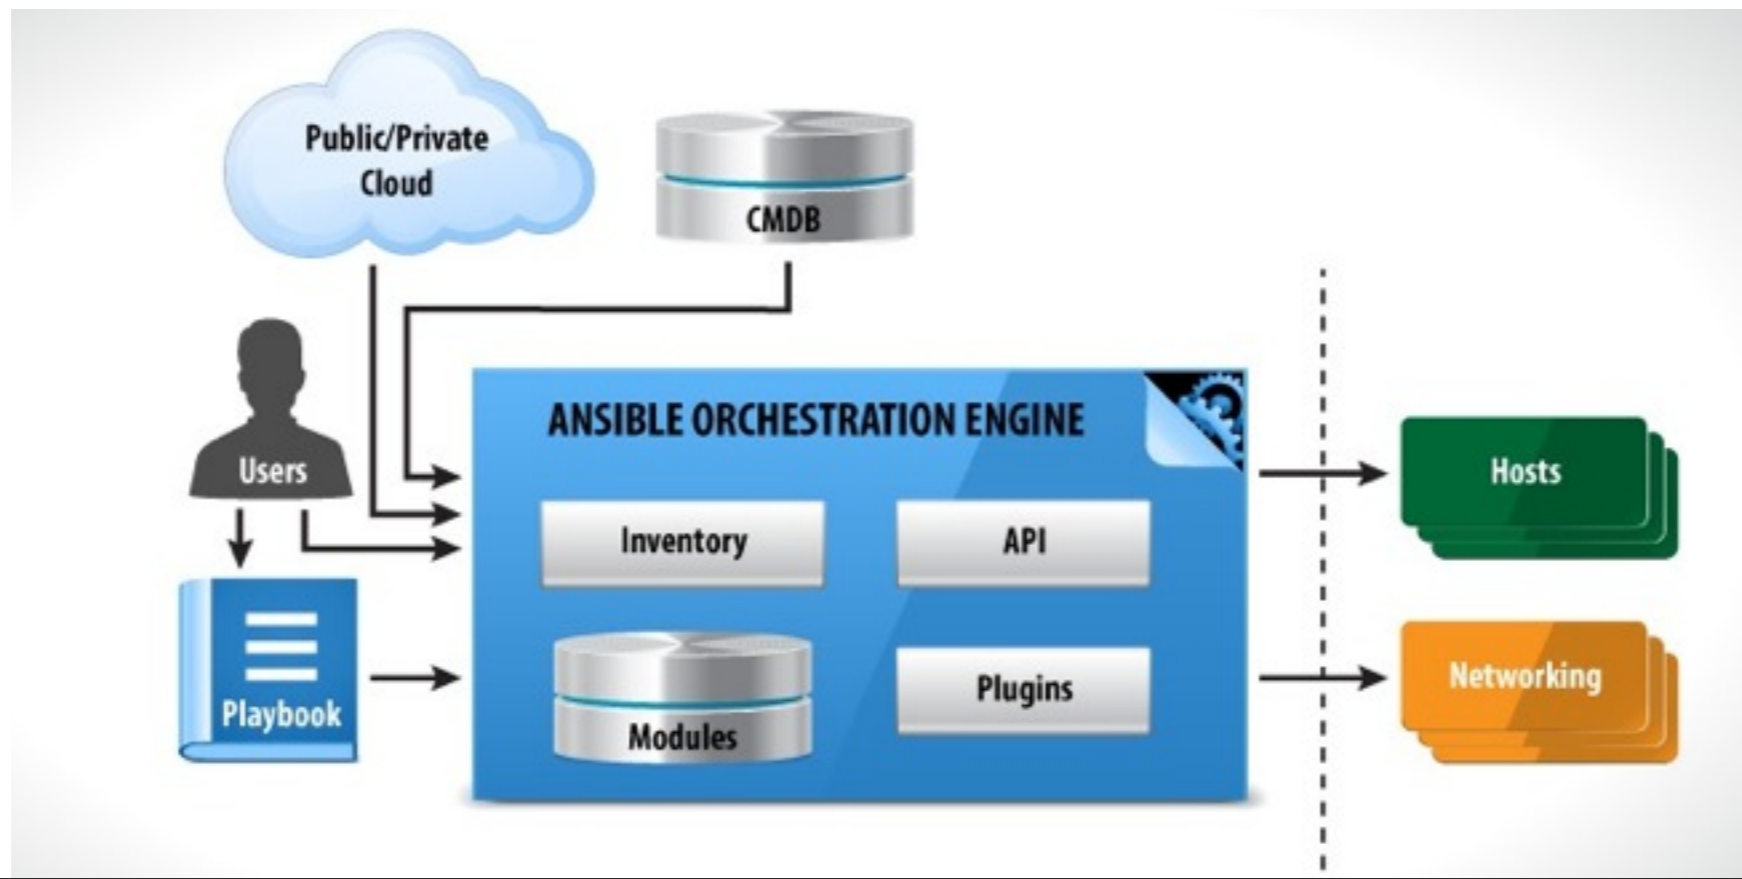 Public/Private
Cloud
CMDB
Users
ANSIBLE ORCHESTRATION ENGINE
Hosts
Inventory
API
Playbook
Modules
Plugins
Networking